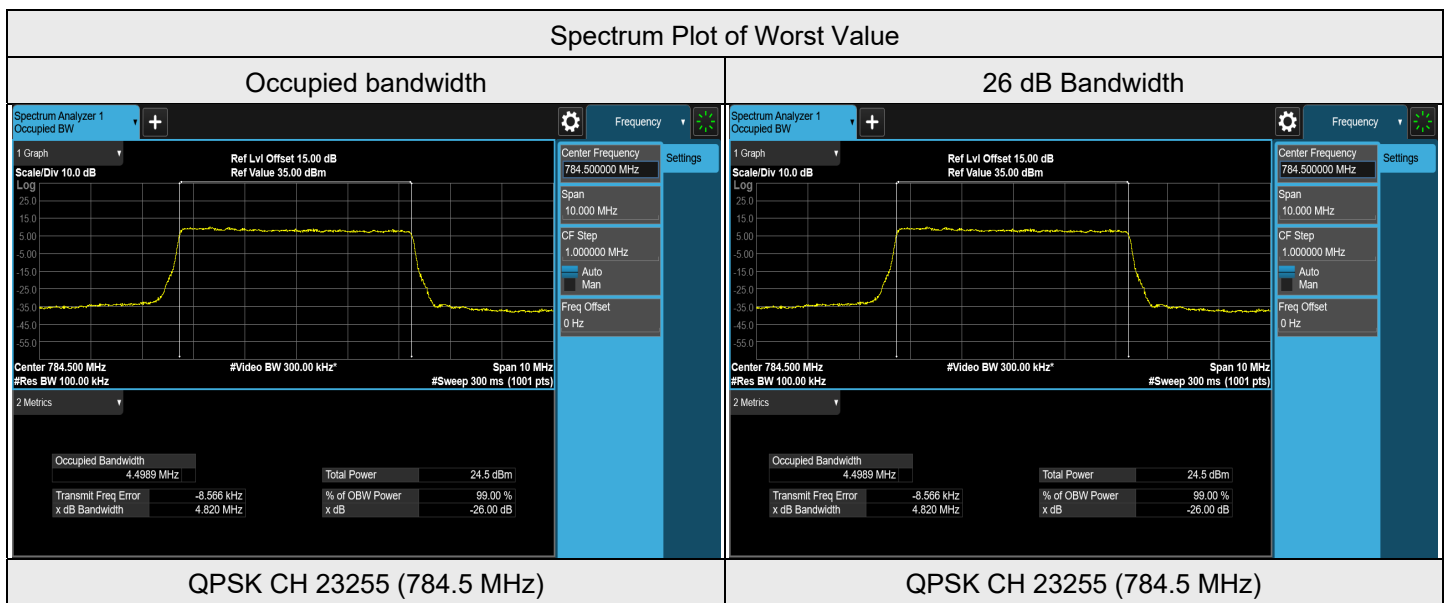 Spectrum Plot of Worst Value
Occupied bandwidth
26 dB Bandwidth
Spectrum Analyzer 1
Occupied BW
+
Frequency
1 Graph
Ref Lvl Offset 15.00 dB
Scale/Div 10.0 dB
Ref Value 35.00 dBm
Log
25.0
15.0
5.00
-5.00
-15.0
-25.0
-35.0
-45.0
-55.0
Center 784.500 MHz
#Video BW 300.00 kHz*
Span 10 MHz
#Res BW 100.00 kHz
#Sweep 300 ms (1001 pts)
Center Frequency
784.500000 MHz
Settings
Span
10.000 MHz
CF Step
1.000000 MHz
Auto
Man
Freq Offset
0 Hz
2 Metrics
Occupied Bandwidth
4.4989 MHz
Total Power 24.5 dBm
Transmit Freq Error -8.566 kHz
% of OBW Power 99.00 %
x dB Bandwidth 4.820 MHz
x dB -26.00 dB
Spectrum Analyzer 1
Occupied BW
+
Frequency
1 Graph
Ref Lvl Offset 15.00 dB
Scale/Div 10.0 dB
Ref Value 35.00 dBm
Log
25.0
15.0
5.00
-5.00
-15.0
-25.0
-35.0
-45.0
-55.0
Center 784.500 MHz
#Video BW 300.00 kHz*
Span 10 MHz
#Res BW 100.00 kHz
#Sweep 300 ms (1001 pts)
Center Frequency
784.500000 MHz
Settings
Span
10.000 MHz
CF Step
1.000000 MHz
Auto
Man
Freq Offset
0 Hz
2 Metrics
Occupied Bandwidth
4.4989 MHz
Total Power 24.5 dBm
Transmit Freq Error -8.566 kHz
% of OBW Power 99.00 %
x dB Bandwidth 4.820 MHz
x dB -26.00 dB
QPSK CH 23255 (784.5 MHz)
QPSK CH 23255 (784.5 MHz)